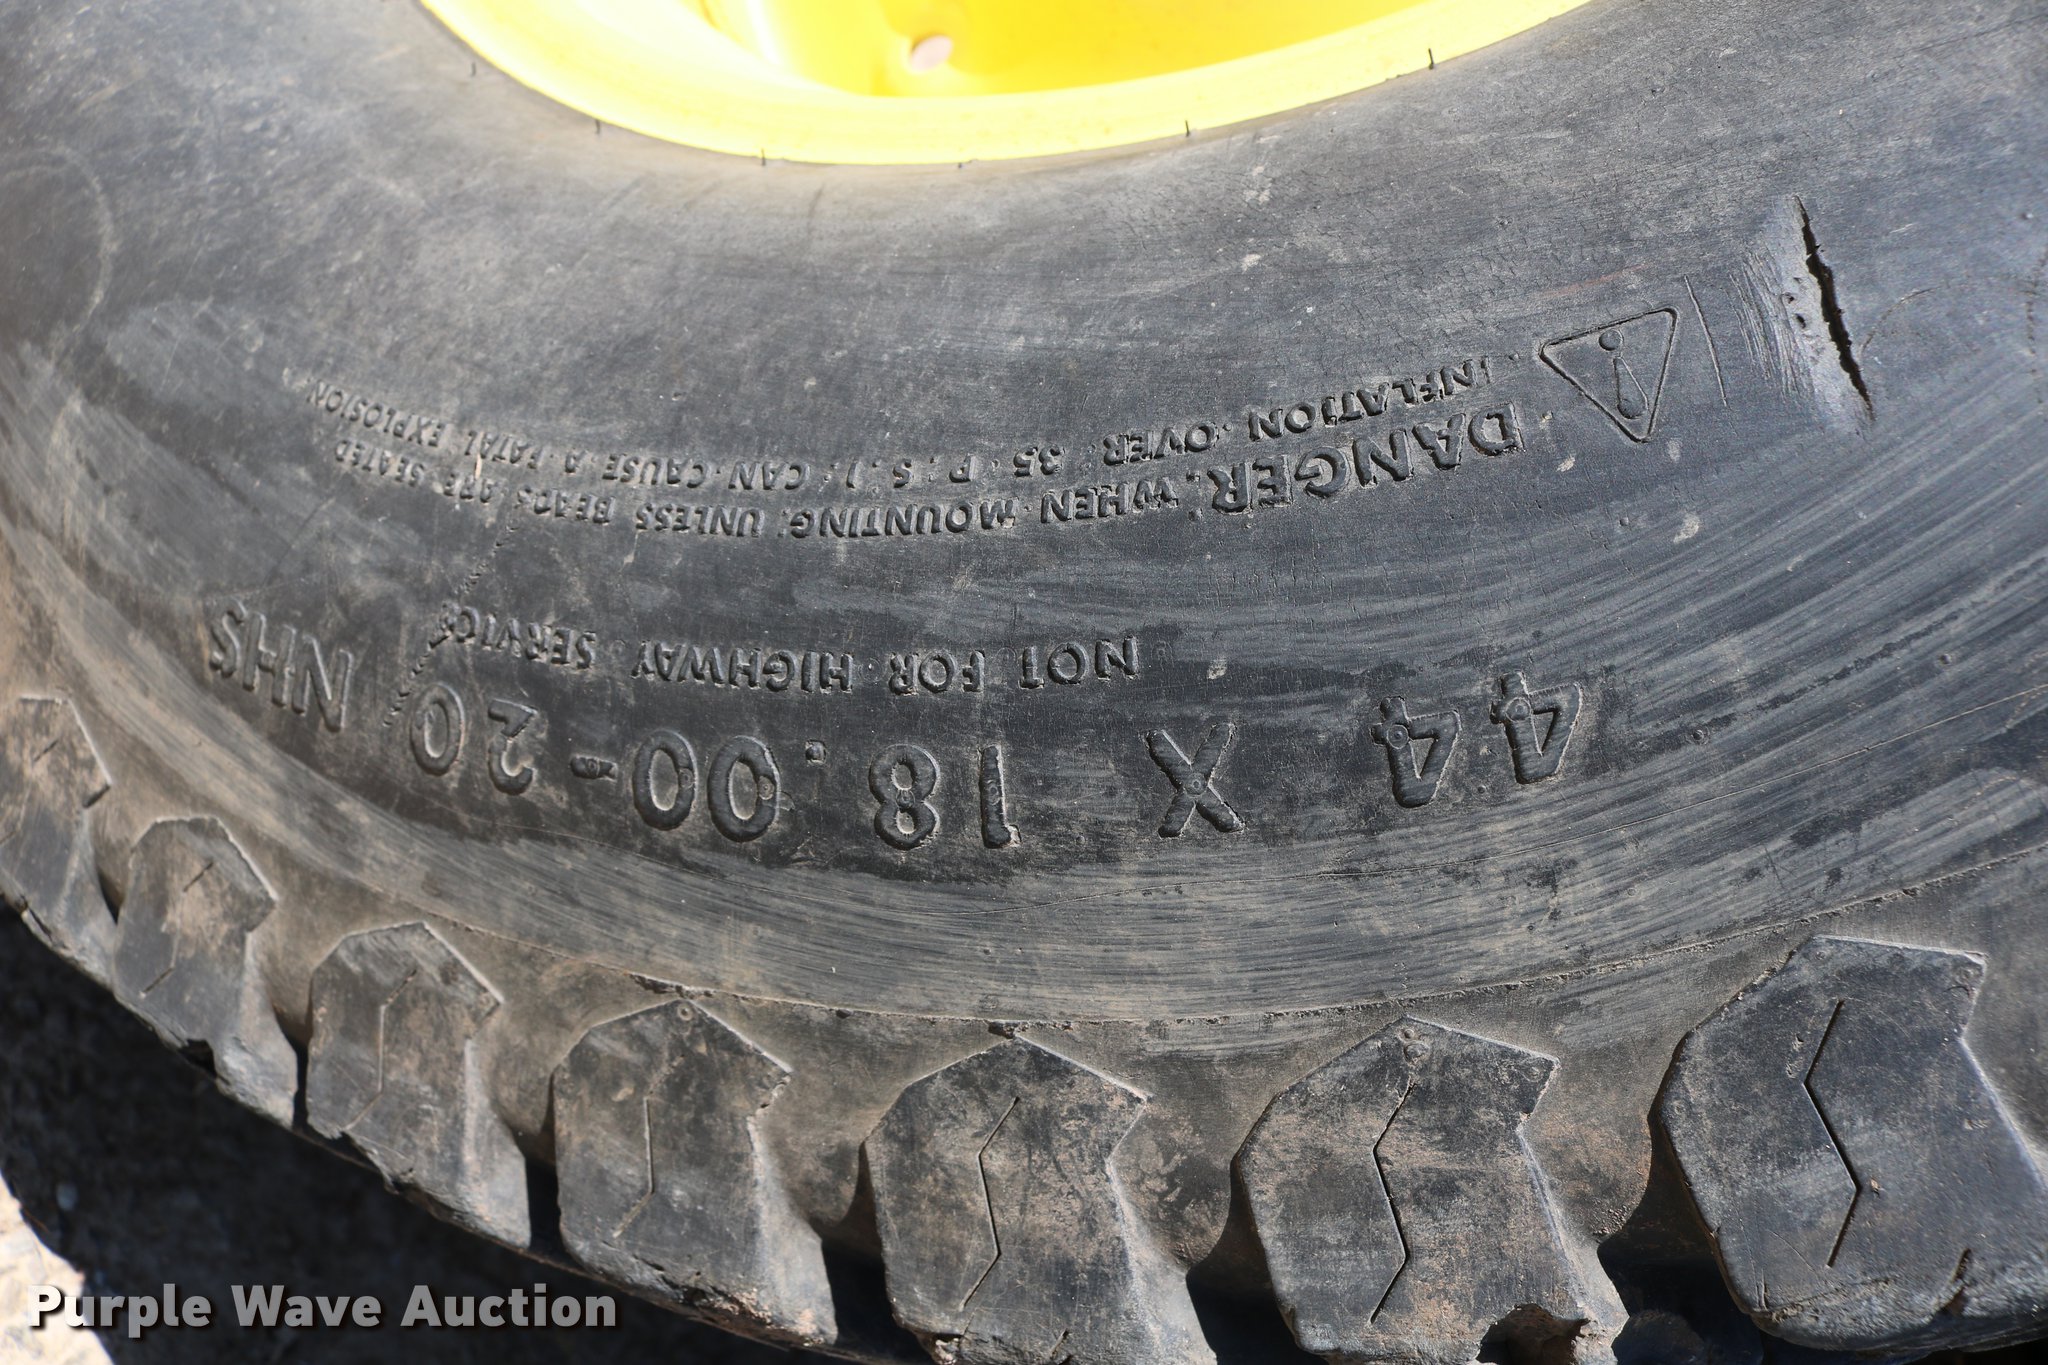 44 X 18.00-20 NHS
NOT·FOR·HIGHWAY·SERVICE
DANGER: WHEN·MOUNTING: UNLESS BEADS ARE SEATED
·INFLATION·OVER·35·P.S.I.·CAN·CAUSE·A·FATAL EXPLOSION
Purple Wave Auction